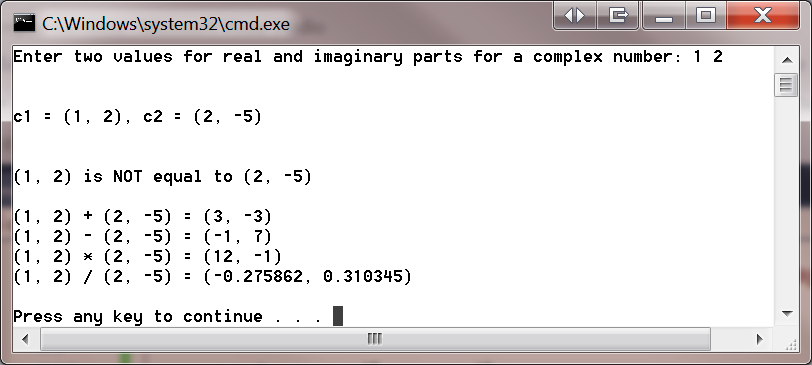 C:\Windows\system32\cmd.exe
Enter two values for real and imaginary parts for a complex number: 1 2
c1 = (1, 2), c2 = (2, -5)
(1, 2) is NOT equal to (2, -5)
(1, 2) + (2, -5) = (3, -3)
(1, 2) - (2, -5) = (-1, 7)
(1, 2) * (2, -5) = (12, -1)
(1, 2) / (2, -5) = (-0.275862, 0.310345)
Press any key to continue . . .